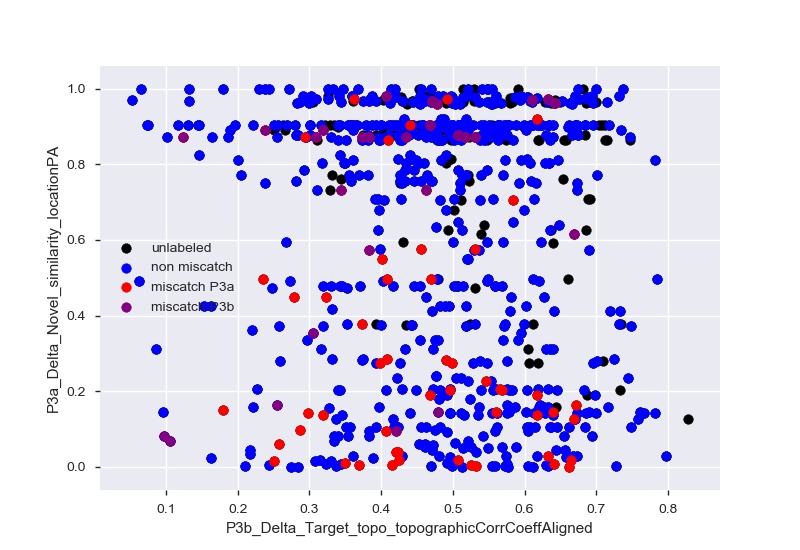 1.0
0.8
0.6
0.4
0.2
0.0
P3a_Delta_Novel_similarity_locationPA
unlabeled
non miscatch
miscatch P3a
miscatch P3b
0.1 0.2 0.3 0.4 0.5 0.6 0.7 0.8
P3b_Delta_Target_topo_topographicCorrCoeffAligned